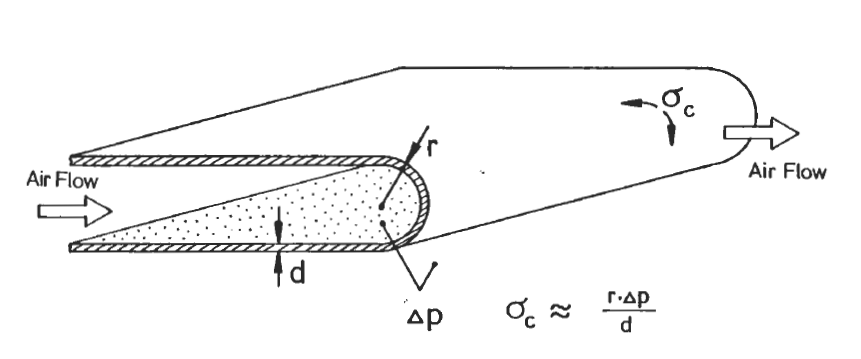 σc
r
Air Flow
Air Flow
d
Δp
σc ≈ r·Δp / d